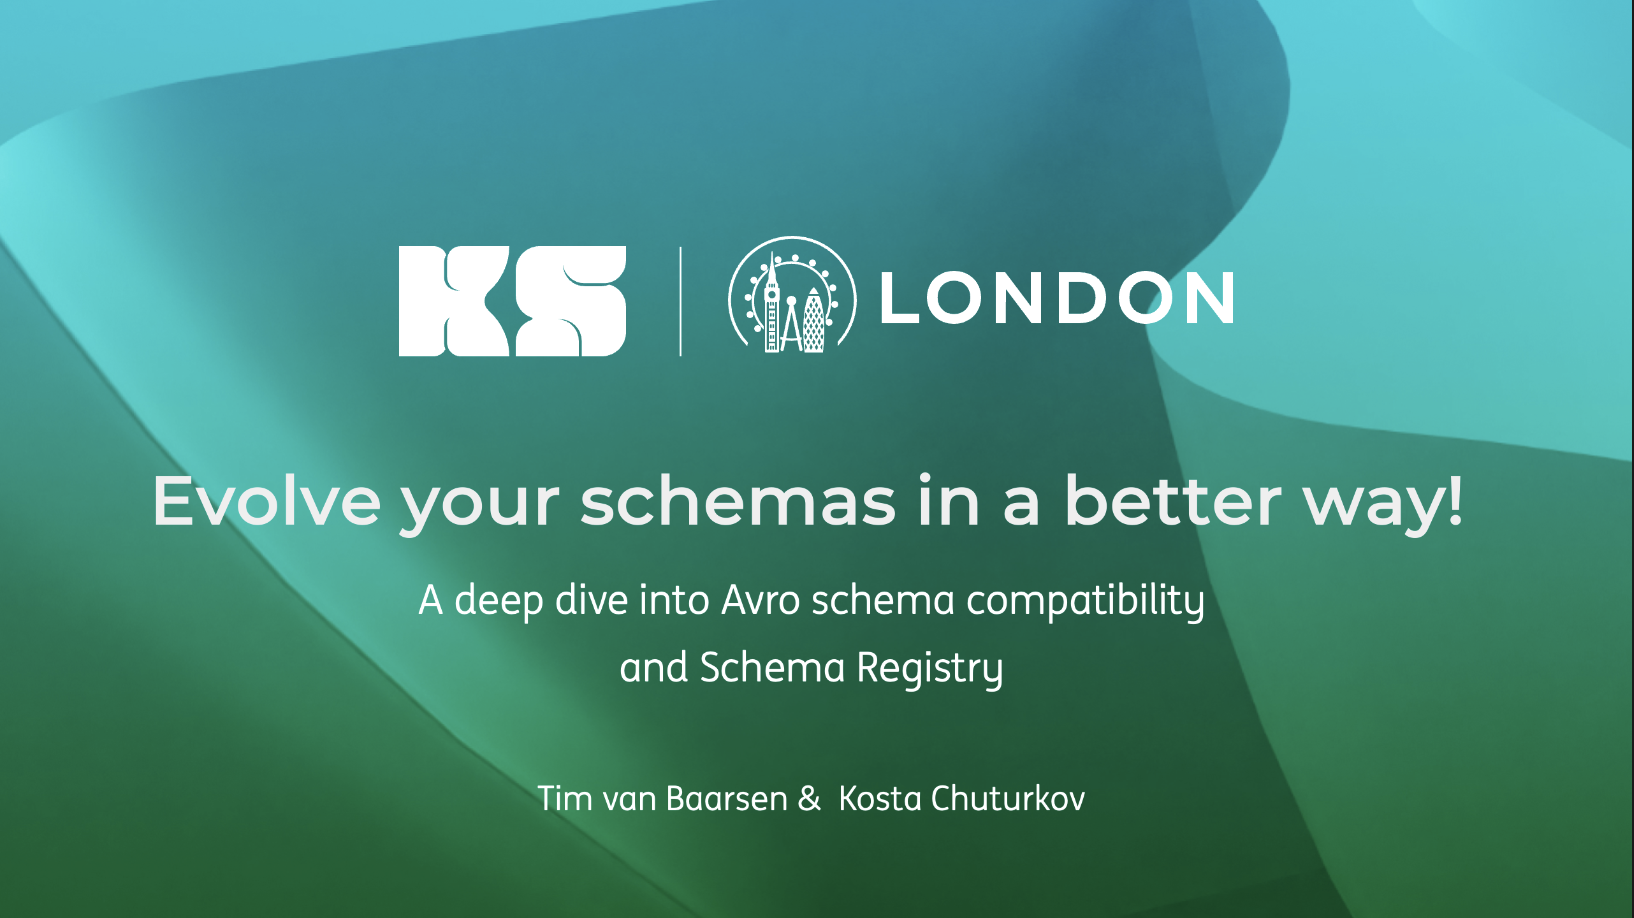 KS
LONDON
Evolve your schemas in a better way!
A deep dive into Avro schema compatibility
and Schema Registry
Tim van Baarsen & Kosta Chuturkov